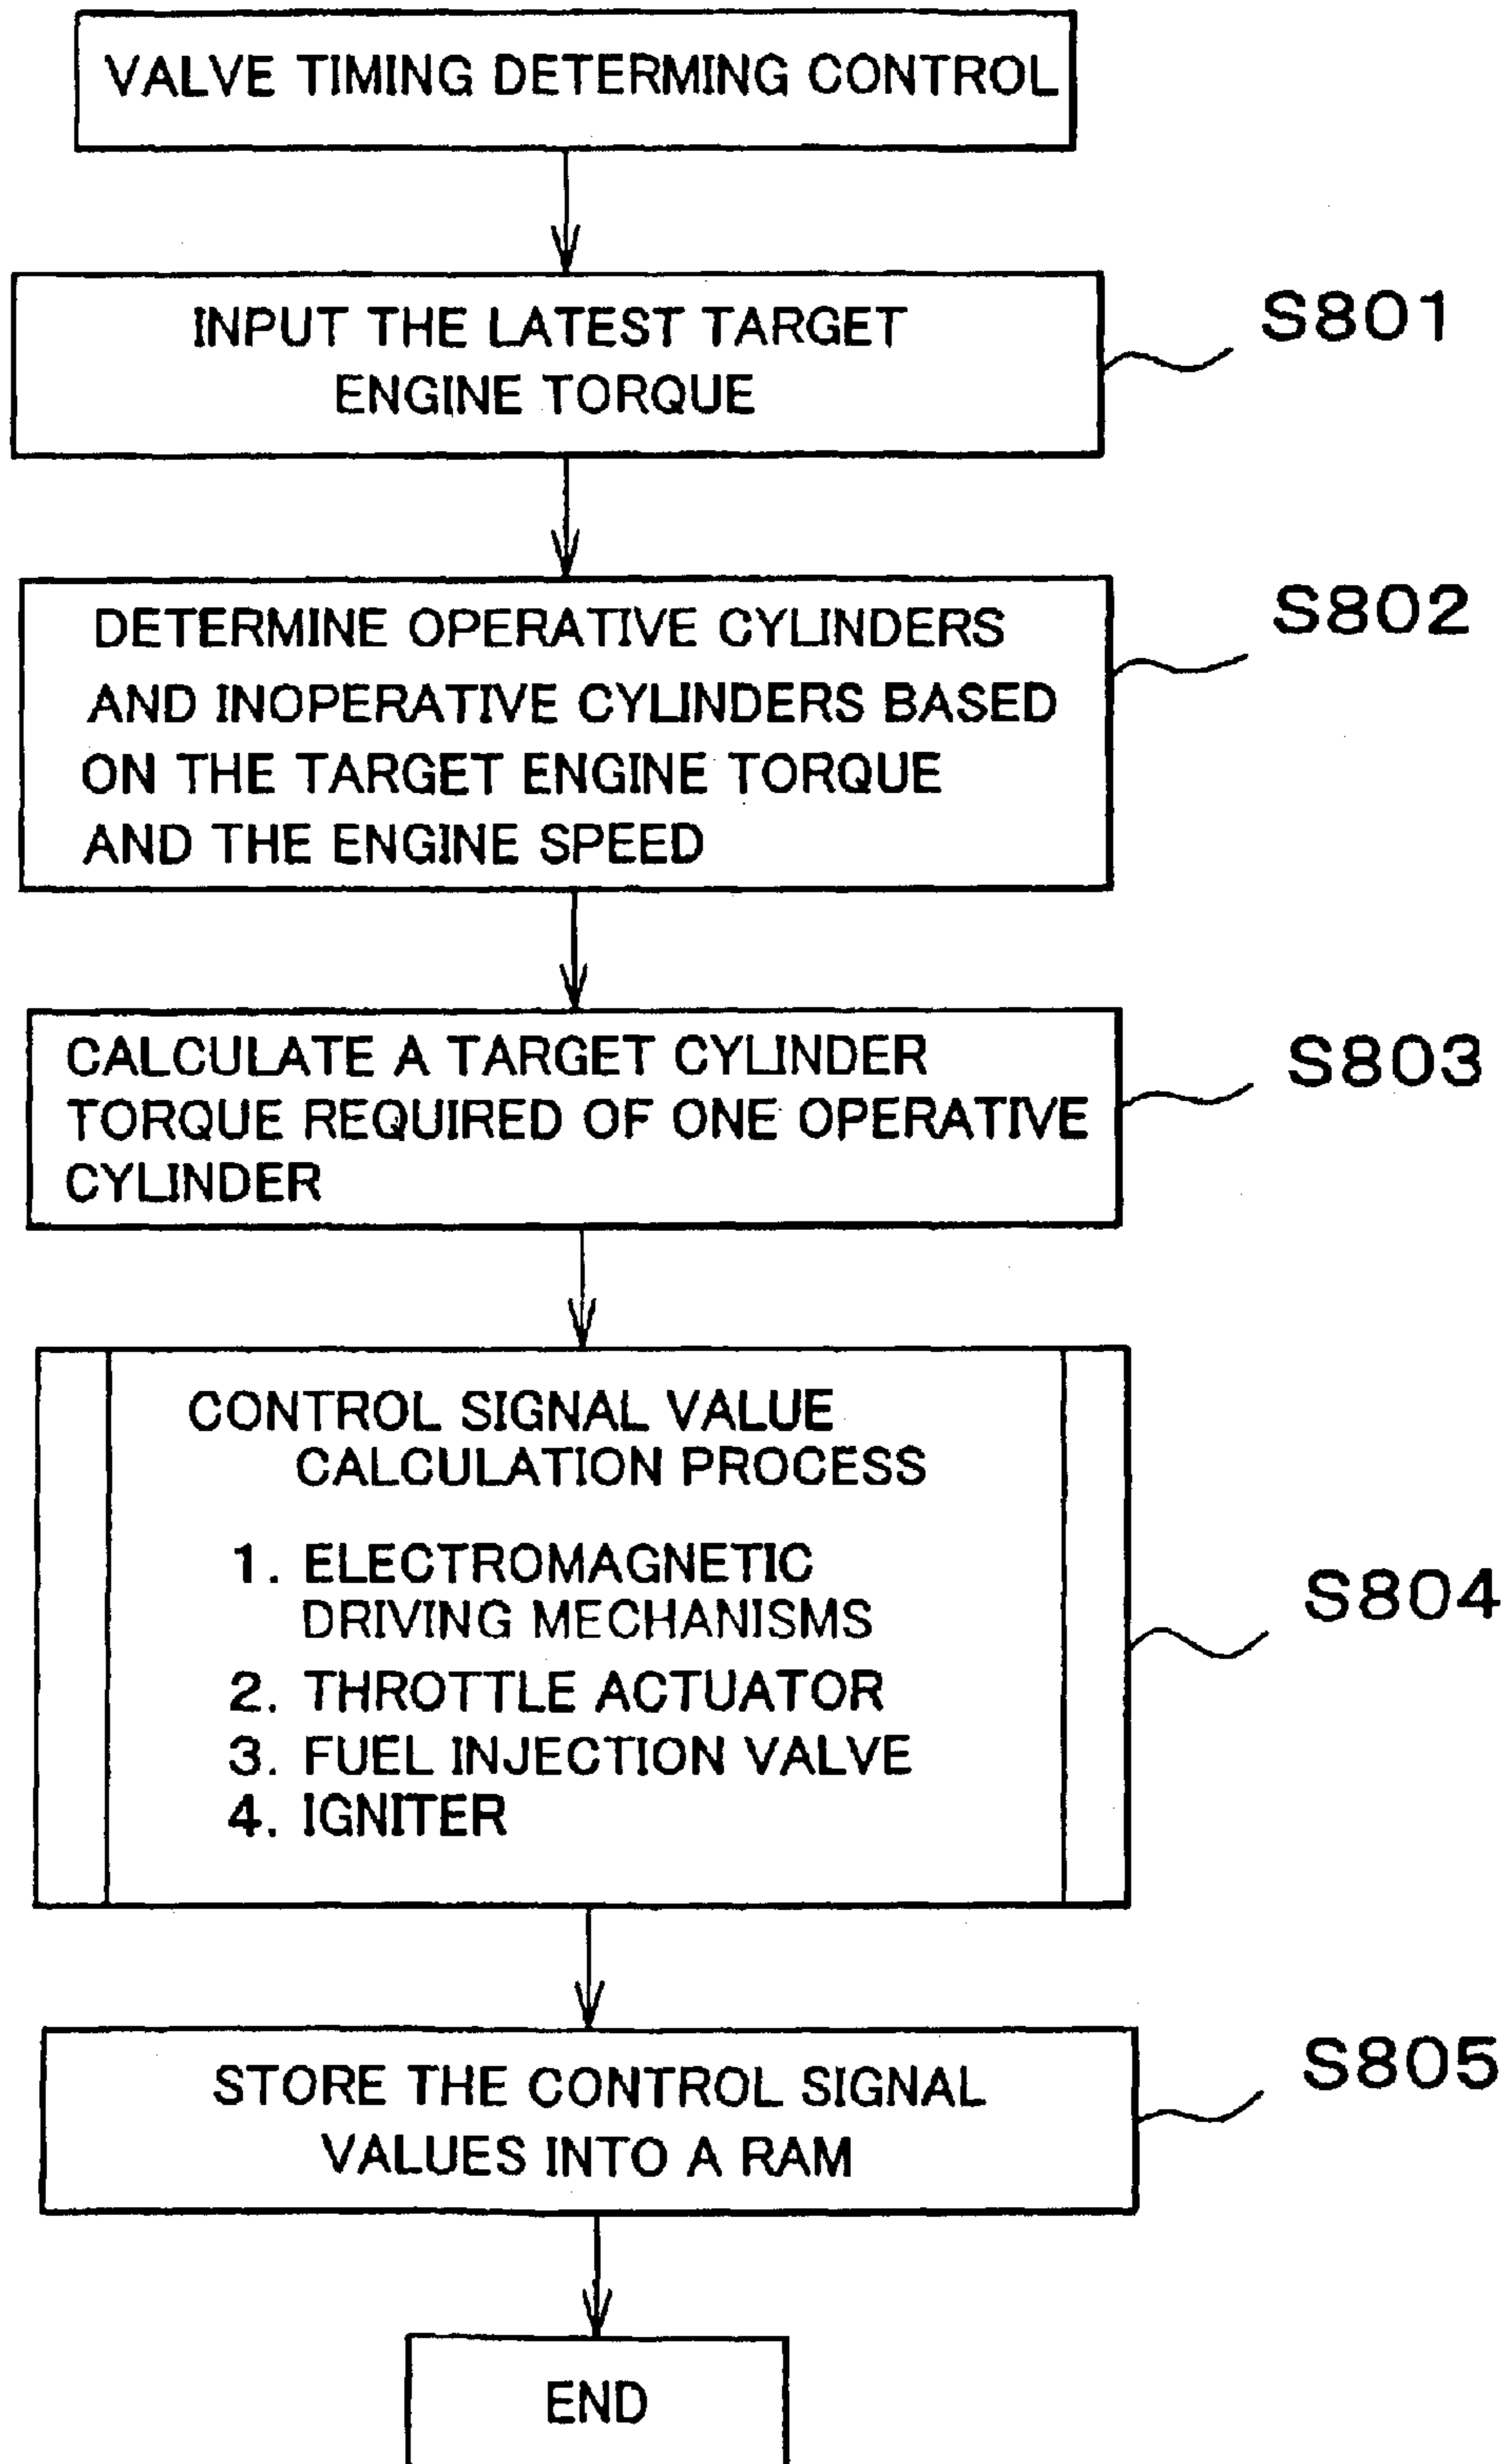 VALVE TIMING DETERMING CONTROL
INPUT THE LATEST TARGET
ENGINE TORQUE
S801
DETERMINE OPERATIVE CYLINDERS
AND INOPERATIVE CYLINDERS BASED
ON THE TARGET ENGINE TORQUE
AND THE ENGINE SPEED
S802
CALCULATE A TARGET CYLINDER
TORQUE REQUIRED OF ONE OPERATIVE
CYLINDER
S803
CONTROL SIGNAL VALUE
CALCULATION PROCESS
1. ELECTROMAGNETIC
DRIVING MECHANISMS
2. THROTTLE ACTUATOR
3. FUEL INJECTION VALVE
4. IGNITER
S804
STORE THE CONTROL SIGNAL
VALUES INTO A RAM
S805
END